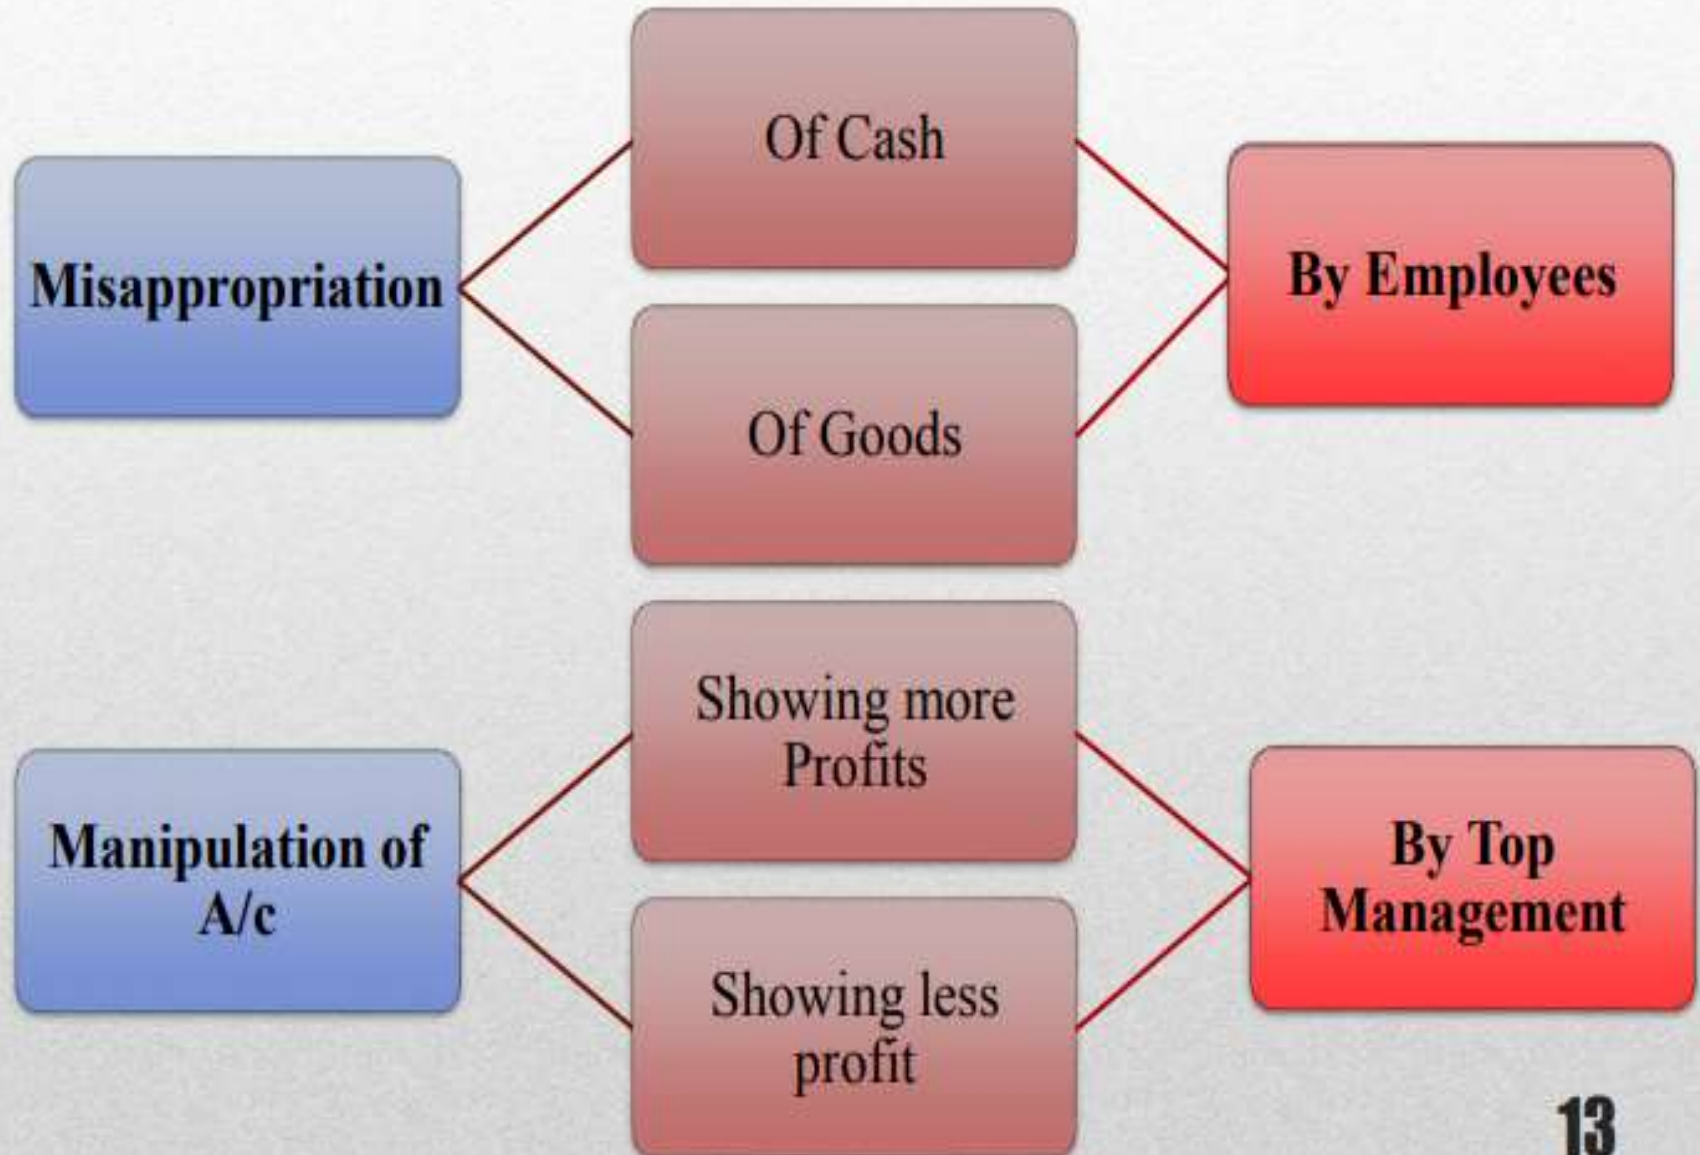 Misappropriation
Of Cash
Of Goods
By Employees
Manipulation of
A/c
Showing more
Profits
Showing less
profit
By Top
Management
13